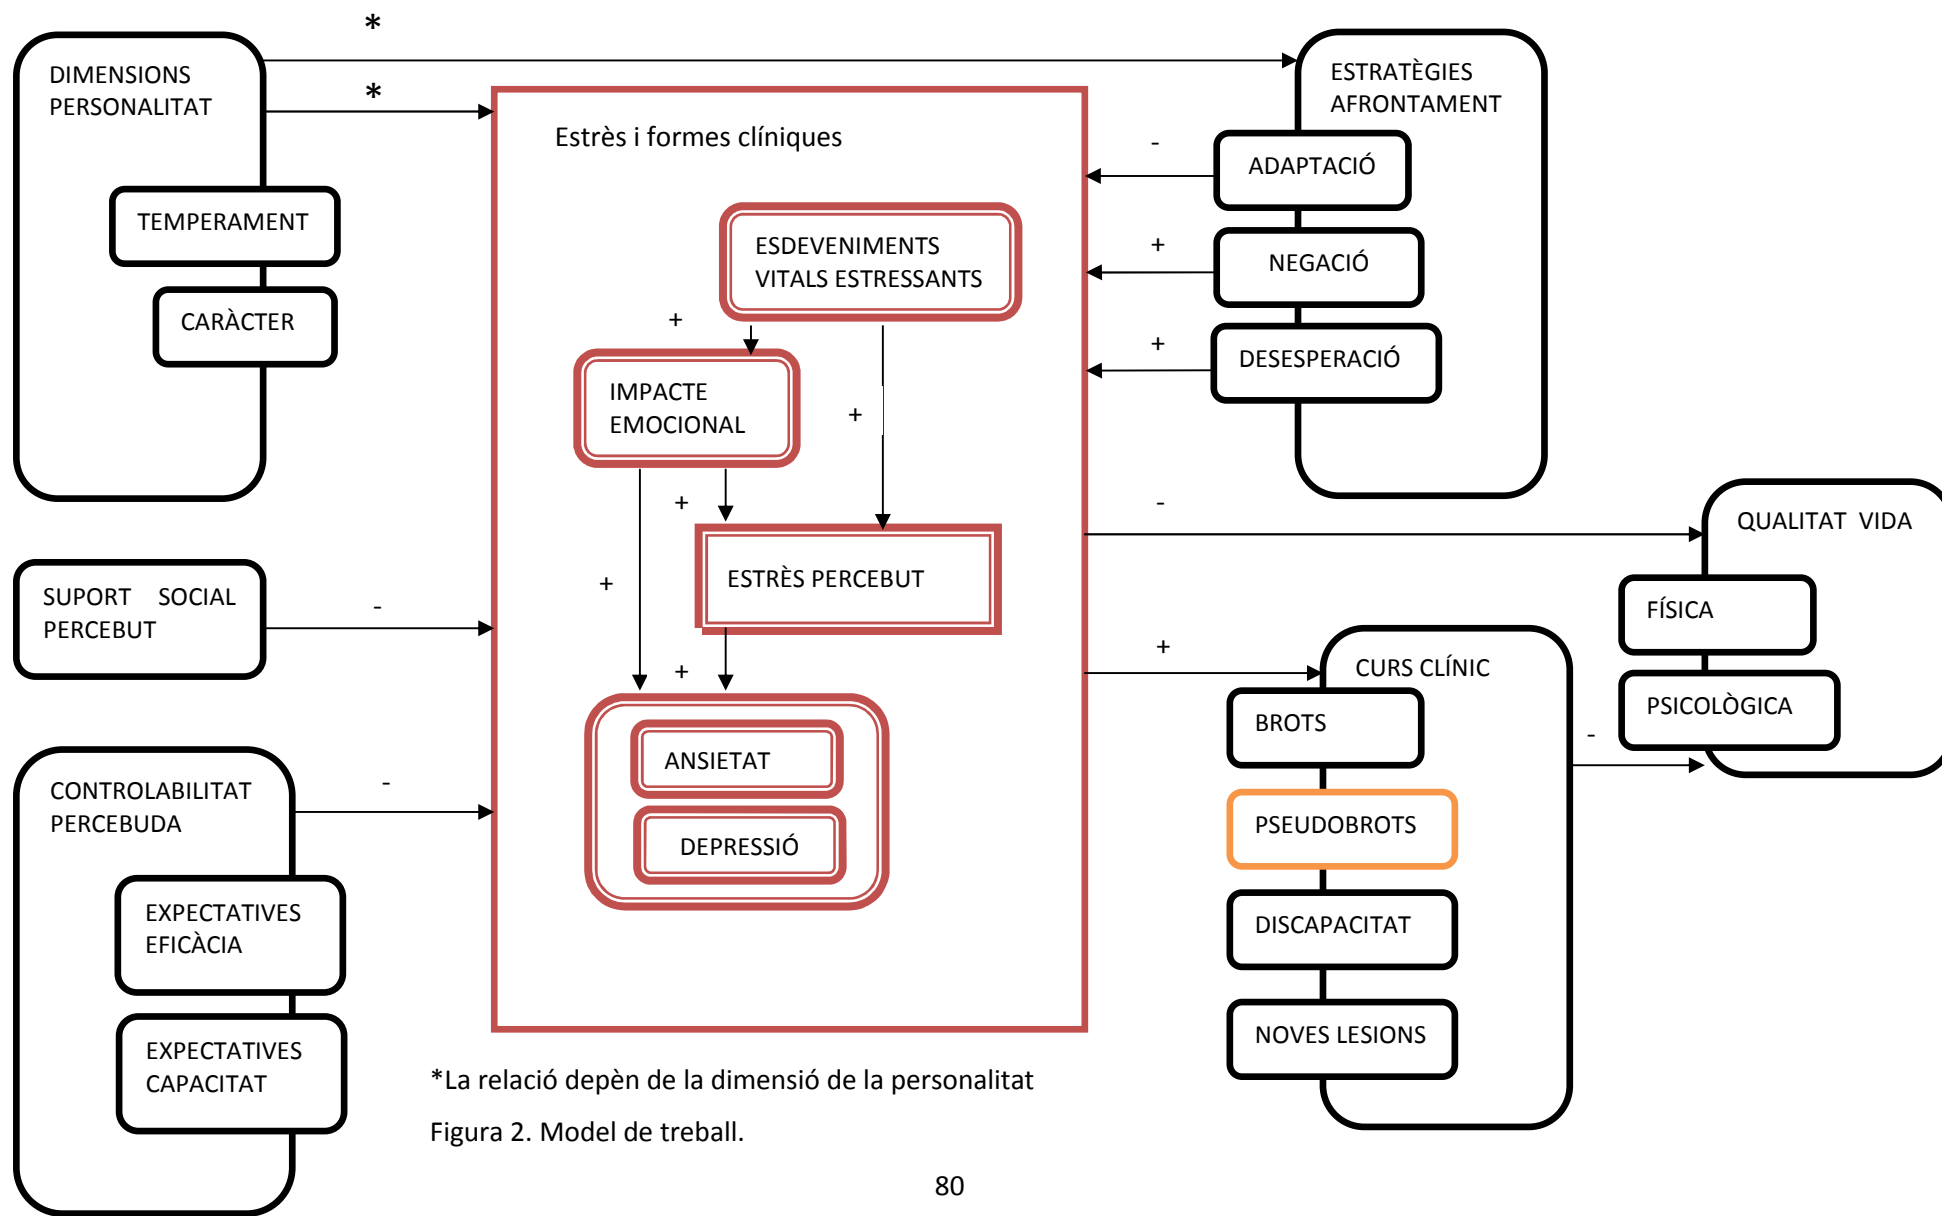 *
DIMENSIONS
PERSONALITAT
*
TEMPERAMENT
CARÀCTER
SUPORT SOCIAL
PERCEBUT
-
CONTROLABILITAT
PERCEBUDA
-
EXPECTATIVES
EFICÀCIA
EXPECTATIVES
CAPACITAT
Estrès i formes clíniques
ESDEVENIMENTS
VITALS ESTRESSANTS
+
IMPACTE
EMOCIONAL
+
+
ESTRÈS PERCEBUT
+
+
ANSIETAT
DEPRESSIÓ
ESTRATÈGIES
AFRONTAMENT
-
ADAPTACIÓ
+
NEGACIÓ
+
DESESPERACIÓ
-
QUALITAT VIDA
FÍSICA
PSICOLÒGICA
+
CURS CLÍNIC
BROTS
-
PSEUDOBROTS
DISCAPACITAT
NOVES LESIONS
*La relació depèn de la dimensió de la personalitat
Figura 2. Model de treball.
80